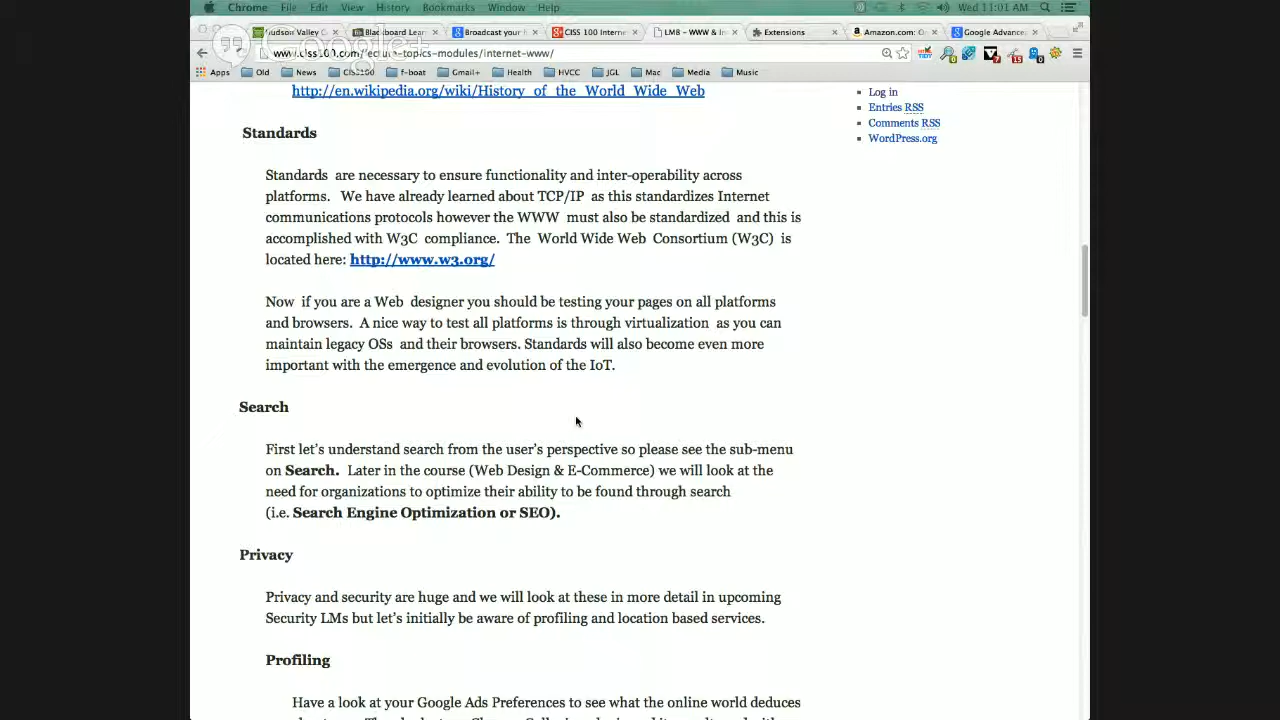 Chrome File Edit View History Bookmarks Window Help Wed 11:01 AM
Google+
Hudson Valley C Blackboard Lear Broadcast your CISS 100 Intern LM8 – WWW & In Extensions Amazon.com: Google Advance
/lecture-topics-modules/internet-www/
Apps Old News CISS100 f-boat Gmail+ Health HVCC JGL Mac Media Music
http://en.wikipedia.org/wiki/History_of_the_World_Wide_Web
Log in
Entries RSS
Comments RSS
WordPress.org
Standards
Standards are necessary to ensure functionality and inter-operability across
platforms. We have already learned about TCP/IP as this standardizes Internet
communications protocols however the WWW must also be standardized and this is
accomplished with W3C compliance. The World Wide Web Consortium (W3C) is
located here: http://www.w3.org/
Now if you are a Web designer you should be testing your pages on all platforms
and browsers. A nice way to test all platforms is through virtualization as you can
maintain legacy OSs and their browsers. Standards will also become even more
important with the emergence and evolution of the IoT.
Search
First let's understand search from the user's perspective so please see the sub-menu
on Search. Later in the course (Web Design & E-Commerce) we will look at the
need for organizations to optimize their ability to be found through search
(i.e. Search Engine Optimization or SEO).
Privacy
Privacy and security are huge and we will look at these in more detail in upcoming
Security LMs but let's initially be aware of profiling and location based services.
Profiling
Have a look at your Google Ads Preferences to see what the online world deduces